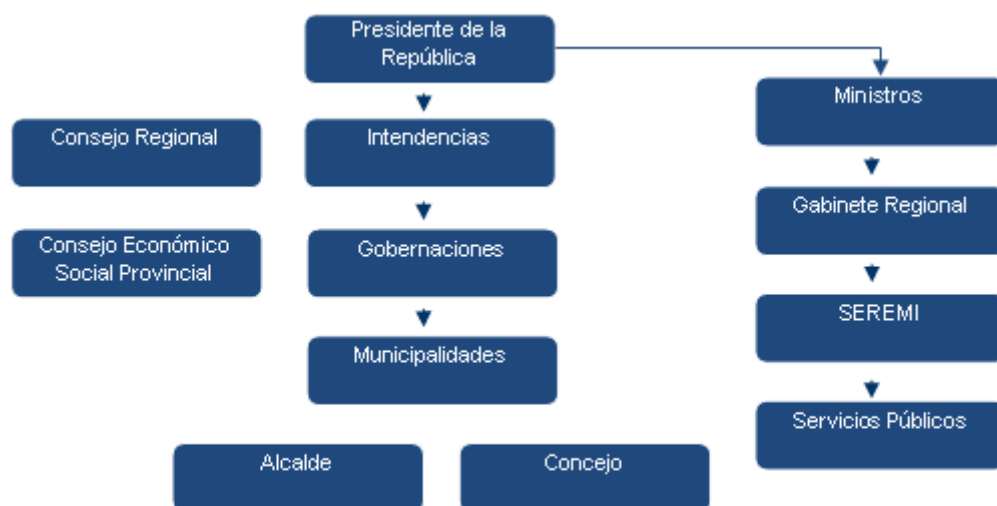 Presidente de la
República
Ministros
Consejo Regional
Intendencias
Gabinete Regional
Consejo Económico
Social Provincial
Gobernaciones
SEREMI
Municipalidades
Servicios Públicos
Alcalde
Concejo